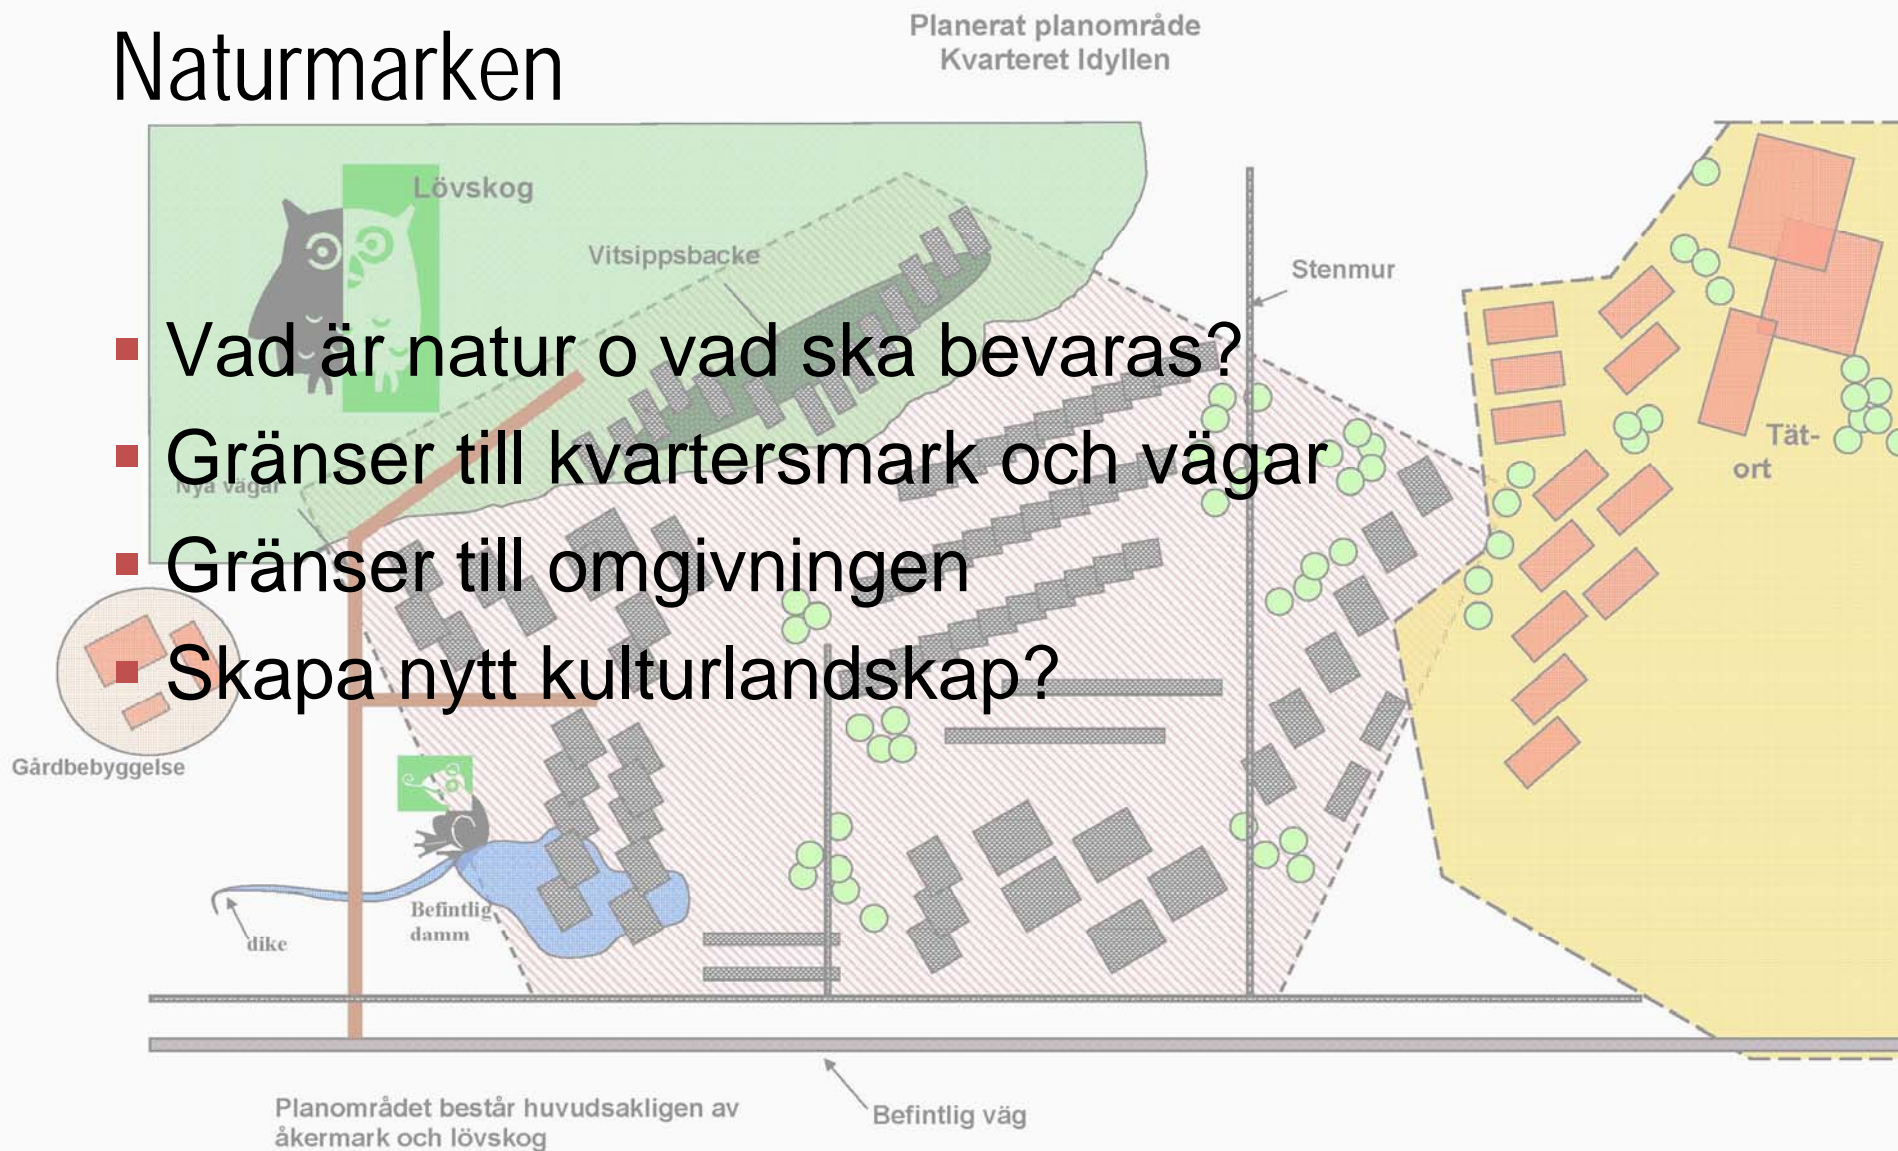 Planerat planområde
Kvarteret Idyllen
Naturmarken
Lövskog
Vitsippsbacke
Stenmur
▪ Vad är natur o vad ska bevaras?
▪ Gränser till kvartersmark och vägar
Tät-
ort
Nya vägar
▪ Gränser till omgivningen
▪ Skapa nytt kulturlandskap?
Gårdbebyggelse
Befintlig
damm
dike
Planområdet består huvudsakligen av
åkermark och lövskog
Befintlig väg